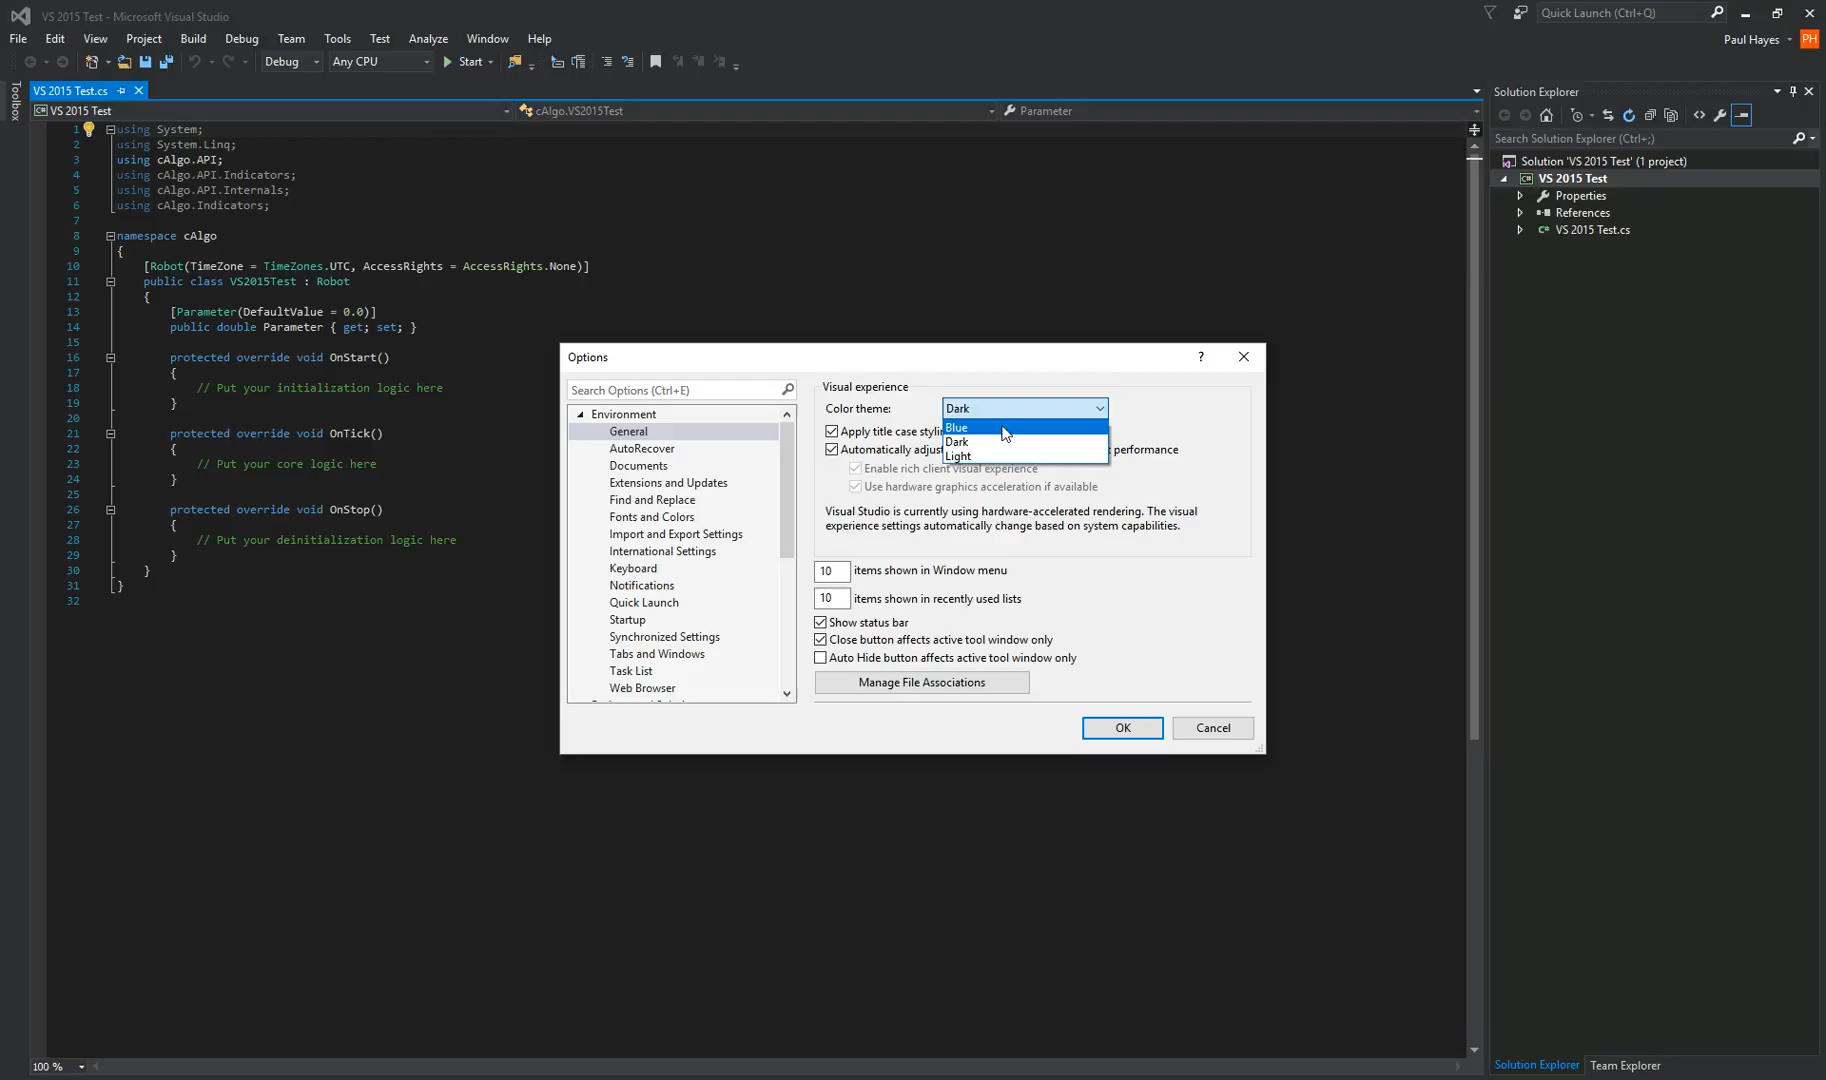 VS 2015 Test - Microsoft Visual Studio
Quick Launch (Ctrl+Q)
File Edit View Project Build Debug Team Tools Test Analyze Window Help
Paul Hayes PH
Debug Any CPU Start
Toolbox
VS 2015 Test.cs
VS 2015 Test cAlgo.VS2015Test Parameter
1 using System;
2 using System.Linq;
3 using cAlgo.API;
4 using cAlgo.API.Indicators;
5 using cAlgo.API.Internals;
6 using cAlgo.Indicators;
7
8 namespace cAlgo
9 {
10 [Robot(TimeZone = TimeZones.UTC, AccessRights = AccessRights.None)]
11 public class VS2015Test : Robot
12 {
13 [Parameter(DefaultValue = 0.0)]
14 public double Parameter { get; set; }
15
16 protected override void OnStart()
17 {
18 // Put your initialization logic here
19 }
20
21 protected override void OnTick()
22 {
23 // Put your core logic here
24 }
25
26 protected override void OnStop()
27 {
28 // Put your deinitialization logic here
29 }
30 }
31 }
32
100 %
Options ?
Search Options (Ctrl+E)
Environment
General
AutoRecover
Documents
Extensions and Updates
Find and Replace
Fonts and Colors
Import and Export Settings
International Settings
Keyboard
Notifications
Quick Launch
Startup
Synchronized Settings
Tabs and Windows
Task List
Web Browser
Visual experience
Color theme: Dark
Blue
Dark
Light
Apply title case
Automatically adjust performance
Enable rich client visual experience
Use hardware graphics acceleration if available
Visual Studio is currently using hardware-accelerated rendering. The visual
experience settings automatically change based on system capabilities.
10 items shown in Window menu
10 items shown in recently used lists
Show status bar
Close button affects active tool window only
Auto Hide button affects active tool window only
Manage File Associations
OK Cancel
Solution Explorer
Search Solution Explorer (Ctrl+;)
Solution 'VS 2015 Test' (1 project)
C# VS 2015 Test
Properties
References
C# VS 2015 Test.cs
Solution Explorer Team Explorer